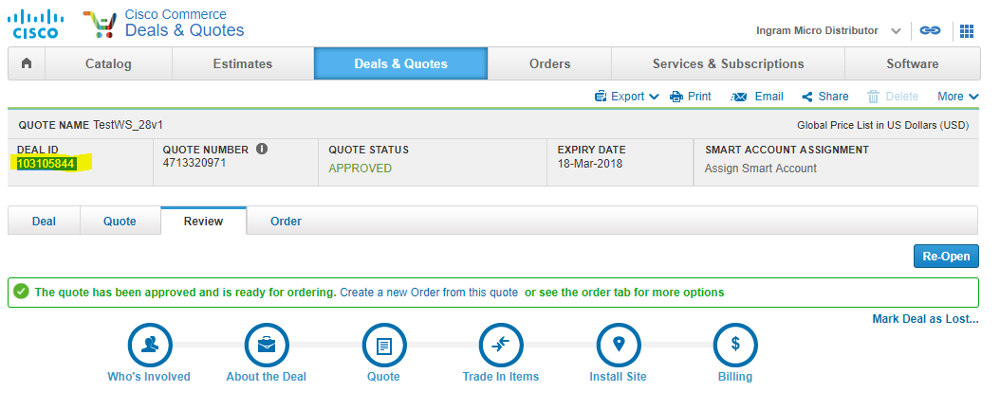 Cisco Commerce
cisco Deals & Quotes
Ingram Micro Distributor
Catalog Estimates Deals & Quotes Orders Services & Subscriptions Software
Export Print Email Share Delete More
QUOTE NAME TestWS_28v1 Global Price List in US Dollars (USD)
DEAL ID QUOTE NUMBER i QUOTE STATUS EXPIRY DATE SMART ACCOUNT ASSIGNMENT
103105844 4713320971 APPROVED 18-Mar-2018 Assign Smart Account
Deal Quote Review Order
Re-Open
The quote has been approved and is ready for ordering. Create a new Order from this quote or see the order tab for more options
Mark Deal as Lost...
$
Who's Involved About the Deal Quote Trade In Items Install Site Billing